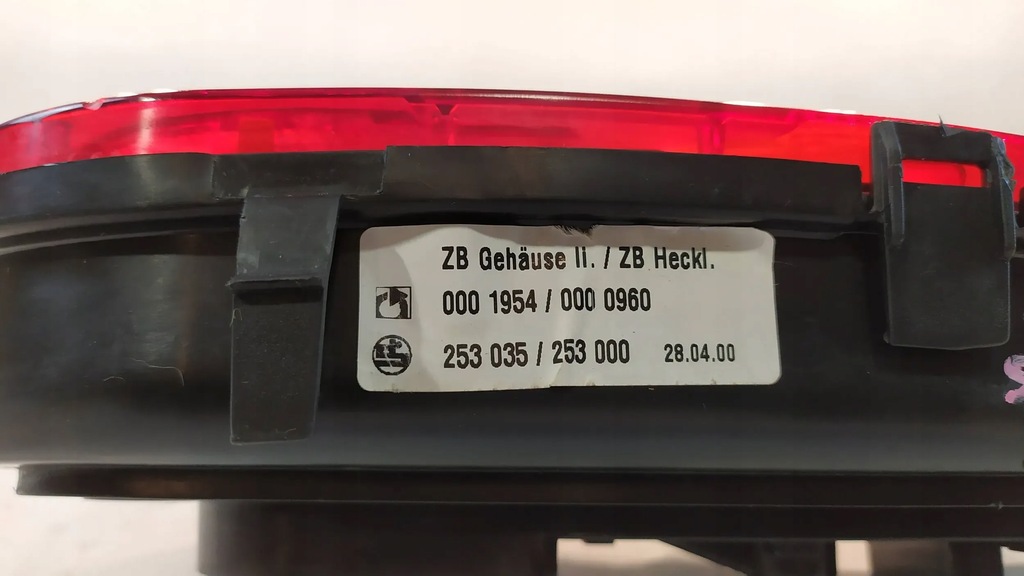 ZB Gehäuse li. / ZB Heckl.
000 1954 / 000 0960
253 035 / 253 000 28.04.00